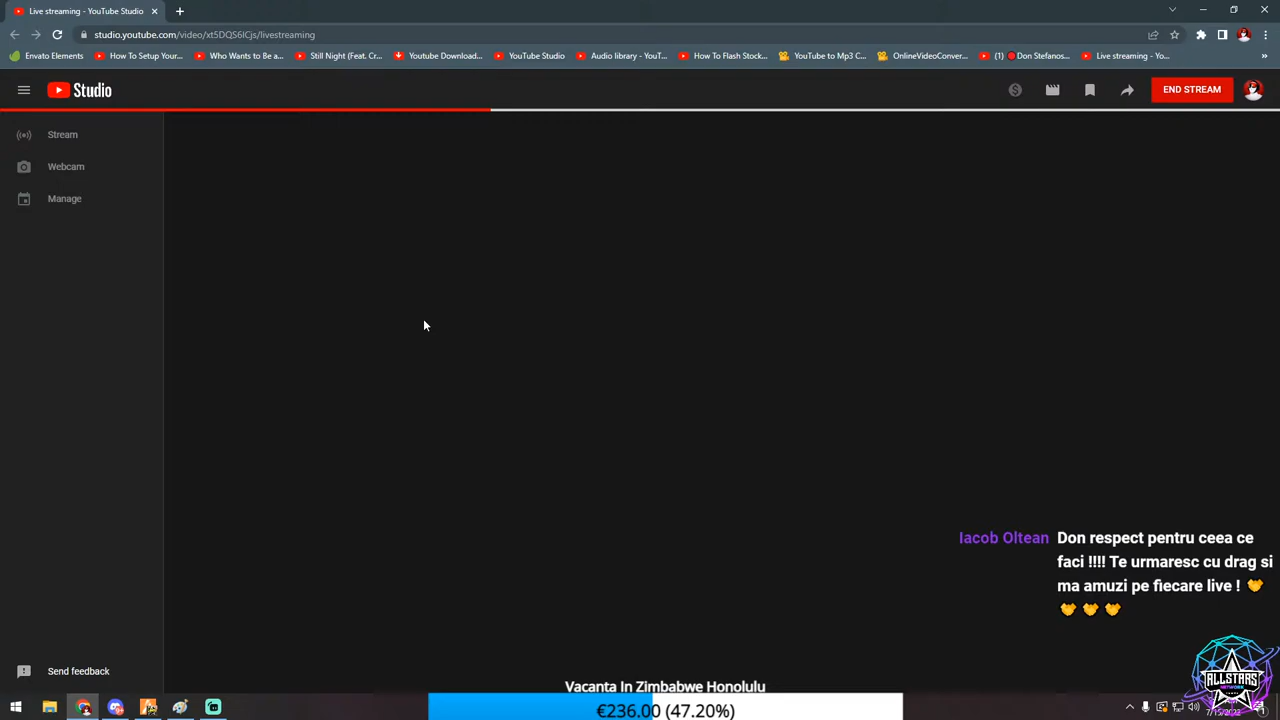 Live streaming - YouTube Studio
studio.youtube.com/video/xt5DQS6ICjs/livestreaming
Envato Elements
How To Setup Your...
Who Wants to Be a...
Still Night (Feat. Cr...
Youtube Download...
YouTube Studio
Audio library - YouT...
How To Flash Stock...
YouTube to Mp3 C...
OnlineVideoConver...
(1) Don Stefanos...
Live streaming - Yo...
Studio
END STREAM
Stream
Webcam
Manage
Iacob Oltean Don respect pentru ceea ce
faci !!!! Te urmaresc cu drag si
ma amuzi pe fiecare live !
Send feedback
ALLSTARS
NETWORK
Vacanta In Zimbabwe Honolulu
€236.00 (47.20%)